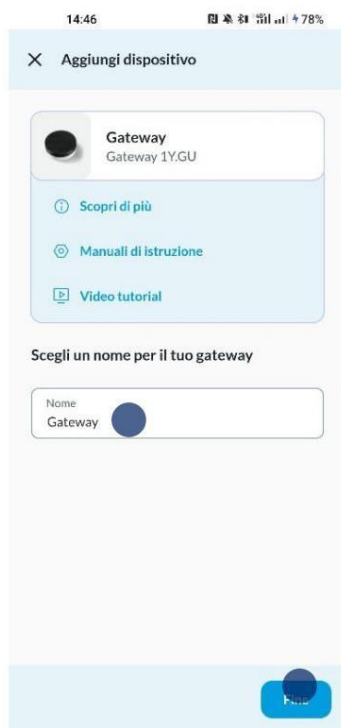 14:46
78%
Aggiungi dispositivo
Gateway
Gateway 1Y.GU
Scopri di più
Manuali di istruzione
Video tutorial
Scegli un nome per il tuo gateway
Nome
Gateway
Fine